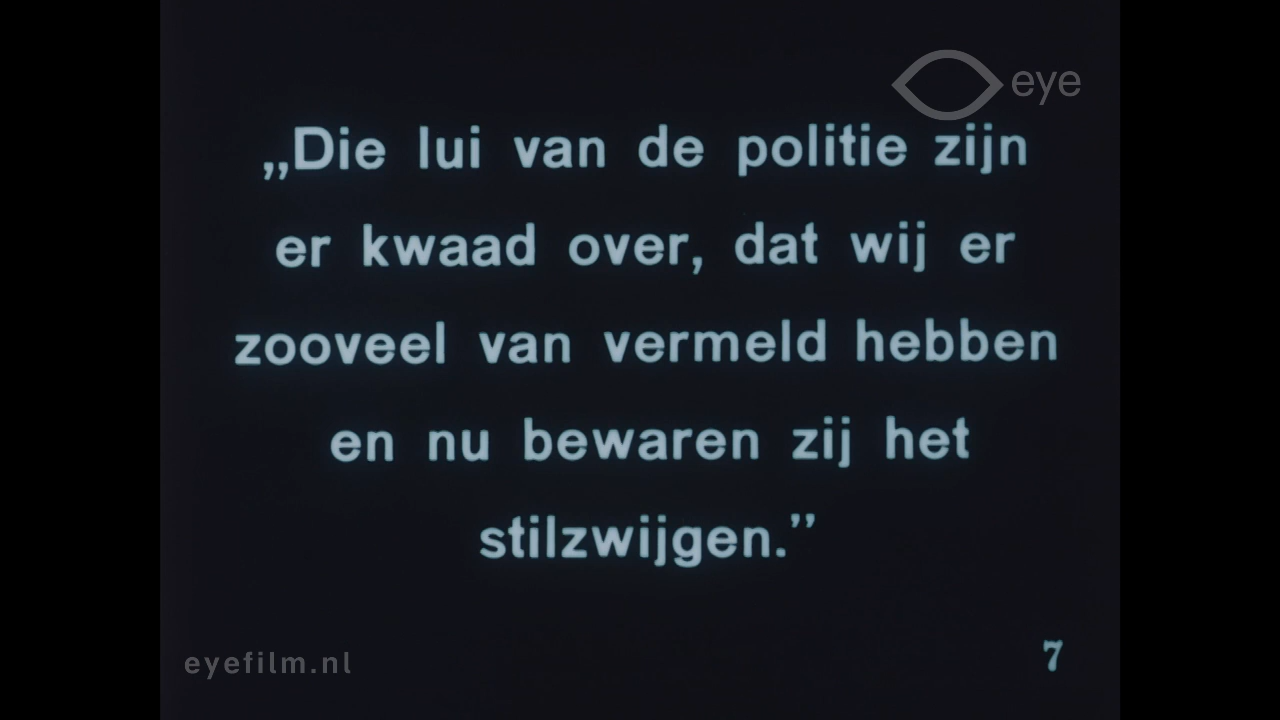 eye
„Die lui van de politie zijn
er kwaad over, dat wij er
zooveel van vermeld hebben
en nu bewaren zij het
stilzwijgen.”
eyefilm.nl
7